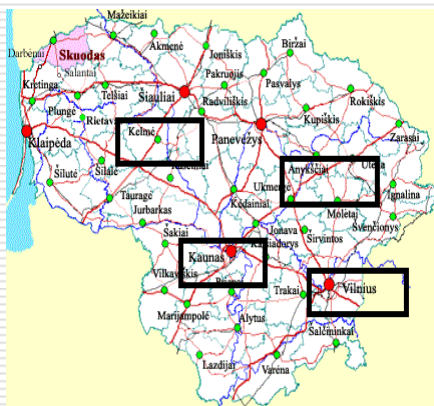 Mažeikiai
Akmenė
Joniškis
Biržai
Darbėnai
Skuodas
Salantai
Kretinga
Plungė
Telšiai
Šiauliai
Pakruojis
Pasvalys
Radviliškis
Rokiškis
Kupiškis
Klaipėda
Rietavas
Kelmė
Panevėžys
Zarasai
Šilutė
Šilalė
Anykščiai
Utena
Ukmergė
Ignalina
Tauragė
Jurbarkas
Kėdainiai
Molėtai
Švenčionys
Šakiai
Jonava
Širvintos
Kaunas
Kaišiadorys
Vilkaviškis
Trakai
Vilnius
Marijampolė
Alytus
Šalčininkai
Lazdijai
Varėna